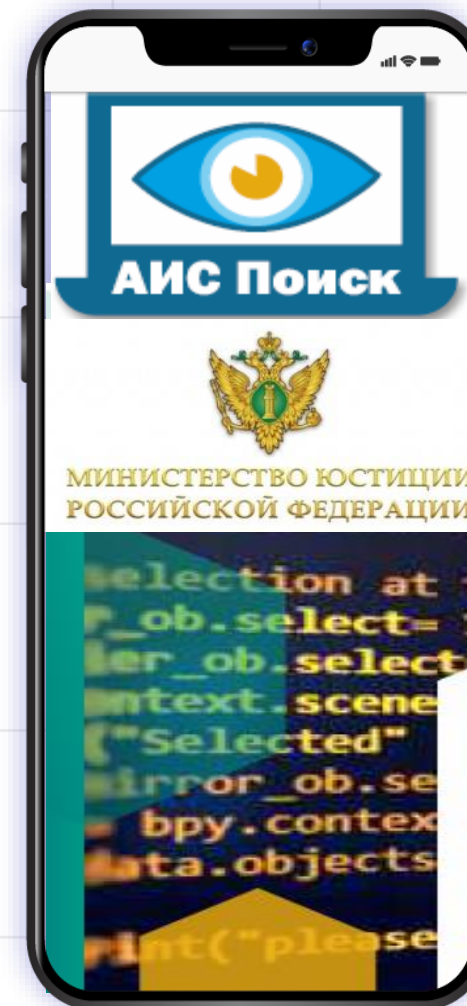 АИС Поиск
МИНИСТЕРСТВО ЮСТИЦИИ
РОССИЙСКОЙ ФЕДЕРАЦИИ
election at
_ob.select=
er_ob.select
ntext.scene
("Selected"
irror_ob.se
= bpy.contex
ata.objects
print("please